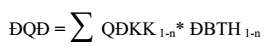 ĐQĐ = ∑ QĐKK 1-n* ĐBTH 1-n